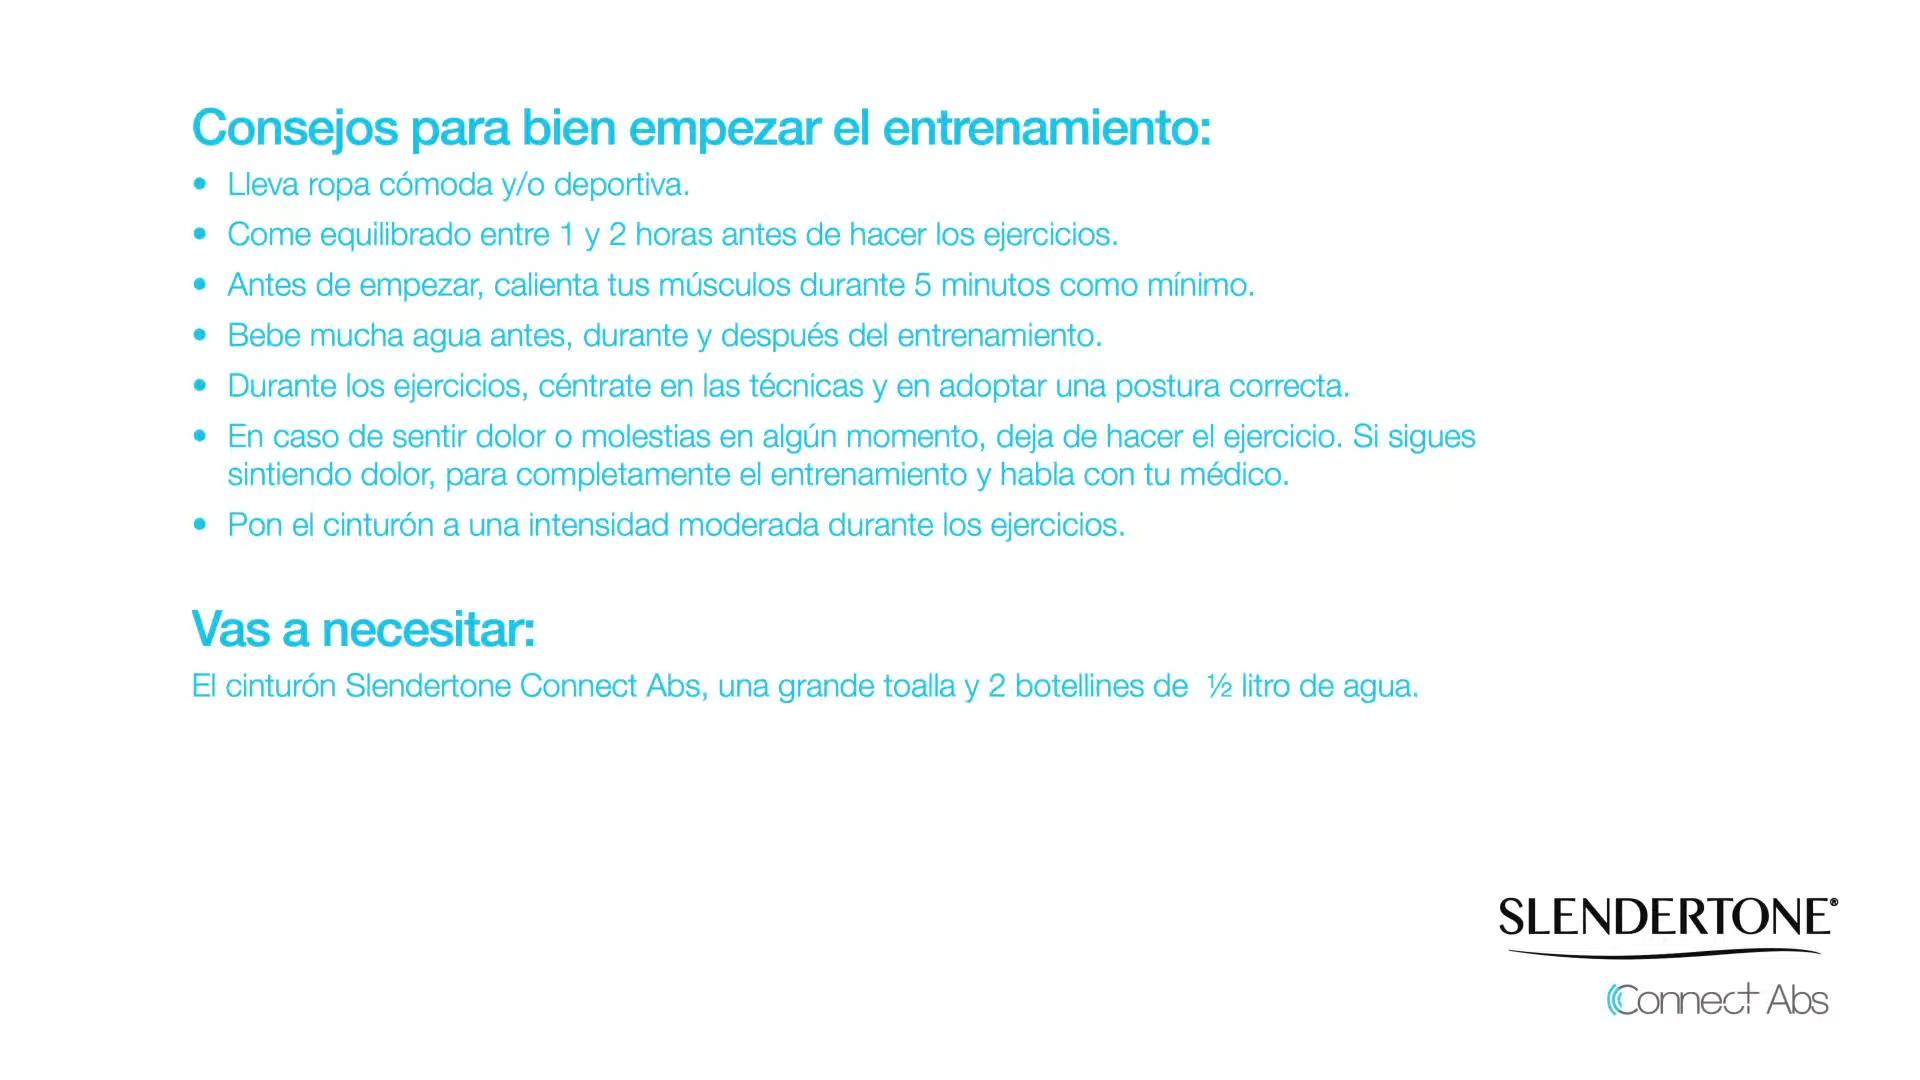 Consejos para bien empezar el entrenamiento:
• Lleva ropa cómoda y/o deportiva.
• Come equilibrado entre 1 y 2 horas antes de hacer los ejercicios.
• Antes de empezar, calienta tus músculos durante 5 minutos como mínimo.
• Bebe mucha agua antes, durante y después del entrenamiento.
• Durante los ejercicios, céntrate en las técnicas y en adoptar una postura correcta.
• En caso de sentir dolor o molestias en algún momento, deja de hacer el ejercicio. Si sigues
sintiendo dolor, para completamente el entrenamiento y habla con tu médico.
• Pon el cinturón a una intensidad moderada durante los ejercicios.
Vas a necesitar:
El cinturón Slendertone Connect Abs, una grande toalla y 2 botellines de ½ litro de agua.
SLENDERTONE®
Connect Abs